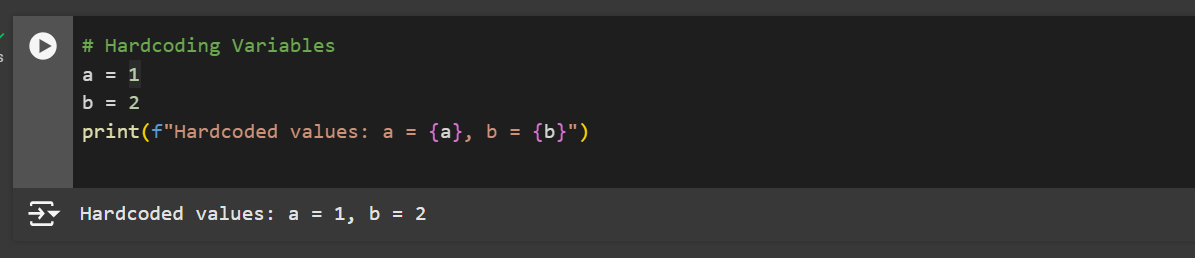 # Hardcoding Variables
a = 1
b = 2
print(f"Hardcoded values: a = {a}, b = {b}")
Hardcoded values: a = 1, b = 2